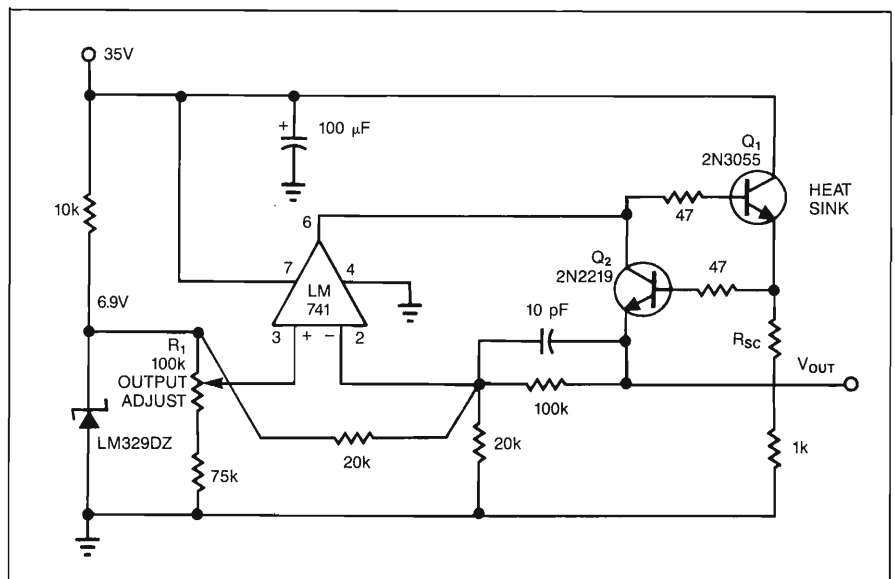 35V
+
100 µF
Q1
2N3055
HEAT
SINK
10k
47
6
Q2
2N2219
7
4
47
LM
741
6.9V
10 pF
3
+
−
2
RSC
R1
100k
OUTPUT
ADJUST
VOUT
100k
LM329DZ
20k
20k
1k
75k